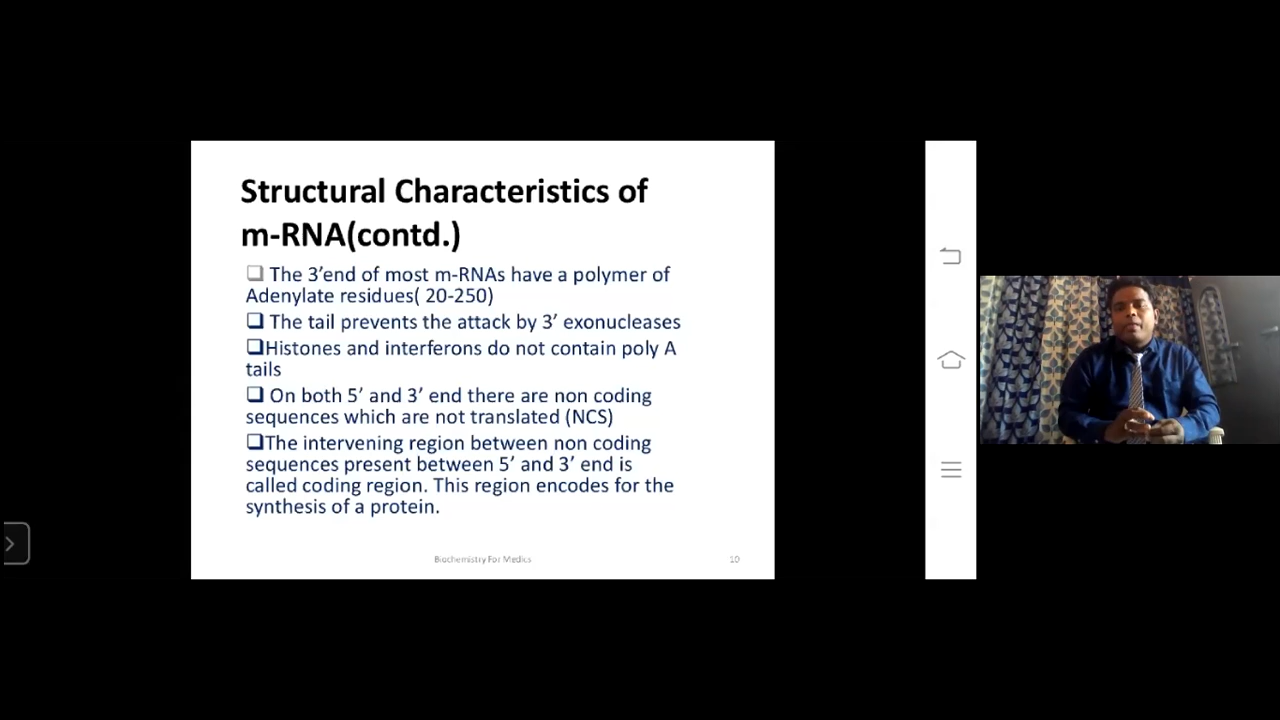 Structural Characteristics of
m-RNA(contd.)
❑ The 3’end of most m-RNAs have a polymer of
Adenylate residues( 20-250)
❑ The tail prevents the attack by 3’ exonucleases
❑Histones and interferons do not contain poly A
tails
❑ On both 5’ and 3’ end there are non coding
sequences which are not translated (NCS)
❑The intervening region between non coding
sequences present between 5’ and 3’ end is
called coding region. This region encodes for the
synthesis of a protein.
Biochemistry For Medics
10